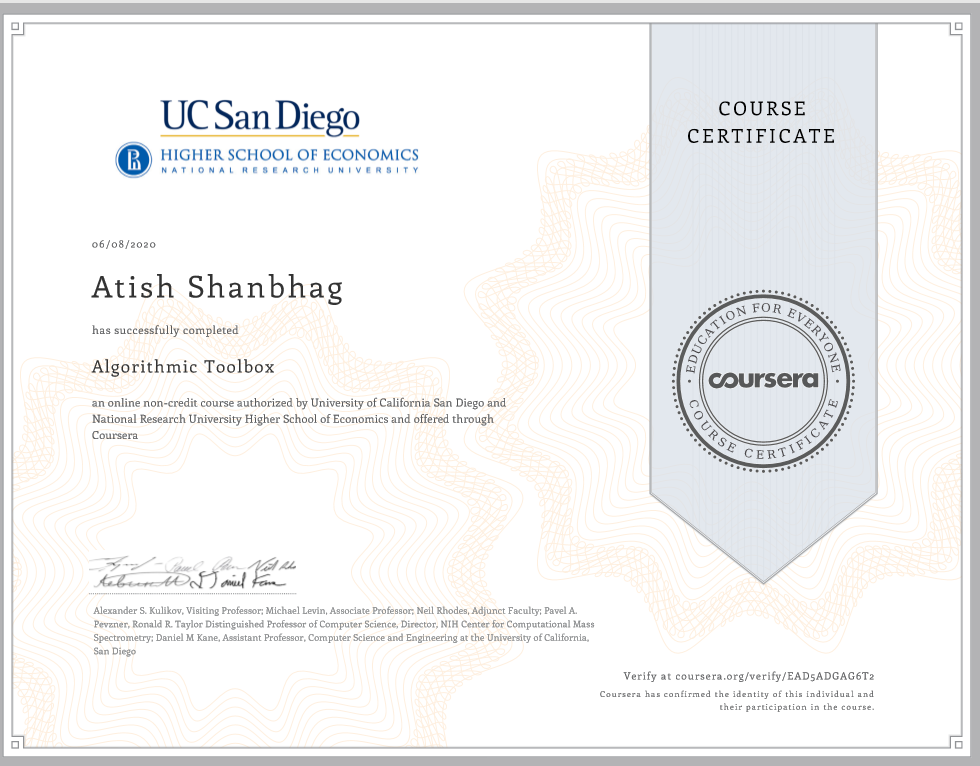 UC San Diego
HIGHER SCHOOL OF ECONOMICS
NATIONAL RESEARCH UNIVERSITY
COURSE
CERTIFICATE
06/08/2020
Atish Shanbhag
has successfully completed
Algorithmic Toolbox
an online non-credit course authorized by University of California San Diego and
National Research University Higher School of Economics and offered through
Coursera
EDUCATION FOR EVERYONE
coursera
COURSE CERTIFICATE
Alexander S. Kulikov, Visiting Professor; Michael Levin, Associate Professor; Neil Rhodes, Adjunct Faculty; Pavel A.
Pevzner, Ronald R. Taylor Distinguished Professor of Computer Science, Director, NIH Center for Computational Mass
Spectrometry; Daniel M Kane, Assistant Professor, Computer Science and Engineering at the University of California,
San Diego
Verify at coursera.org/verify/EAD5ADGAG6T2
Coursera has confirmed the identity of this individual and
their participation in the course.